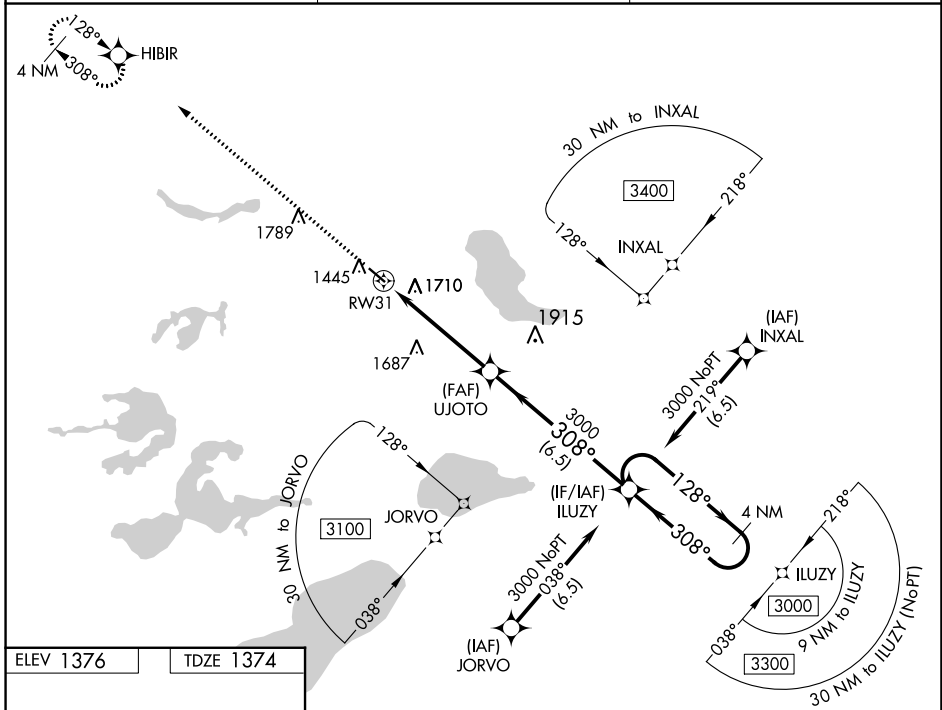 128°
HIBIR
4 NM
308°
30 NM to INXAL
3400
218°
128°
INXAL
1789
1445
RW31
1710
1915
1687
(IAF)
INXAL
3000 NoPT
219°
(6.5)
(FAF)
UJOTO
3000
308°
(6.5)
128°
30 NM to JORVO
3100
JORVO
038°
(IF/IAF)
ILUZY
128°
4 NM
308°
218°
3000 NoPT
038°
(6.5)
ILUZY
3000
9 NM to ILUZY
038°
3300
30 NM to ILUZY (NoPT)
(IAF)
JORVO
ELEV 1376
TDZE 1374